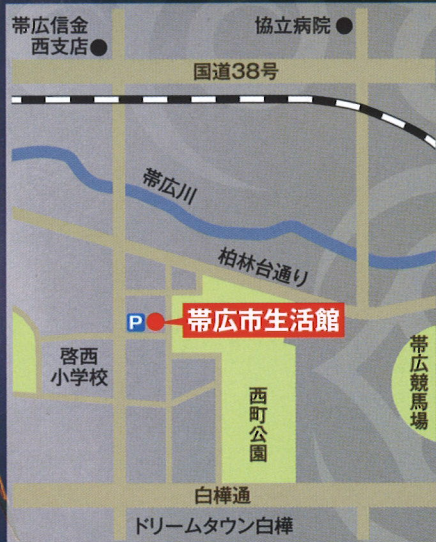 帯広信金
西支店
協立病院
国道38号
帯広川
柏林台通り
P
帯広市生活館
啓西
小学校
西町公園
帯広競馬場
白樺通
ドリームタウン白樺